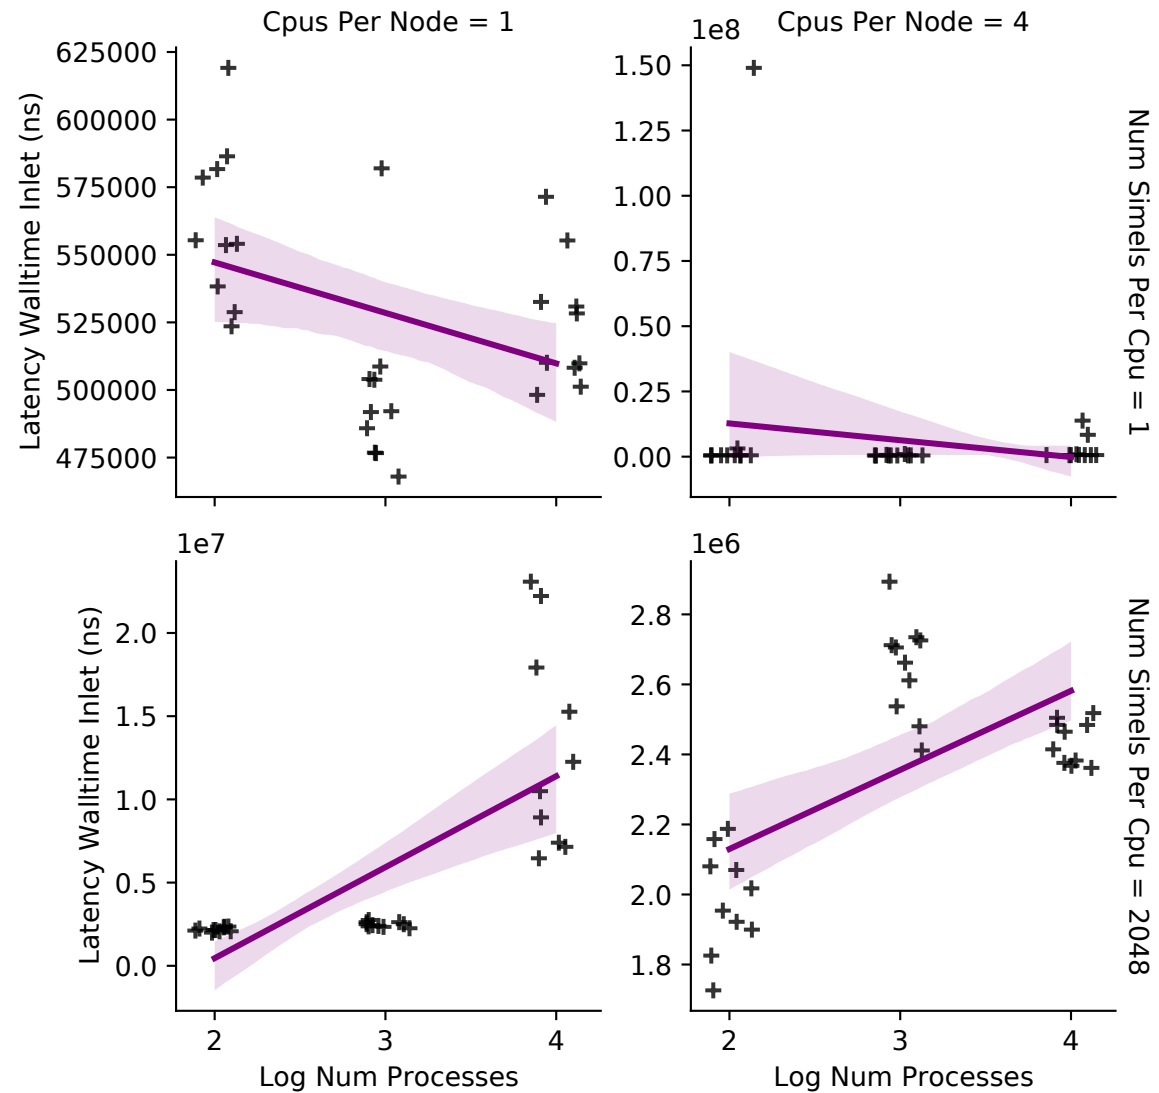 Cpus Per Node = 1
Cpus Per Node = 4
1e8
Latency Walltime Inlet (ns)
625000
600000
575000
550000
525000
500000
475000
1.50
1.25
1.00
0.75
0.50
0.25
0.00
Num Simels Per Cpu = 1
1e7
1e6
Latency Walltime Inlet (ns)
2.0
1.5
1.0
0.5
0.0
2.8
2.6
2.4
2.2
2.0
1.8
Num Simels Per Cpu = 2048
2 3 4
2 3 4
Log Num Processes
Log Num Processes